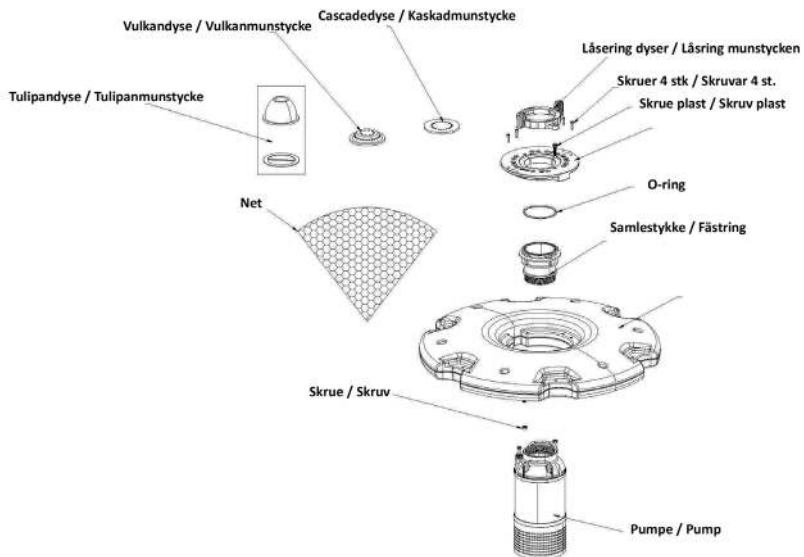 Cascadedyse / Kaskadmunstycke
Vulkandyse / Vulkanmunstycke
Låsering dyser / Låsring munstycken
Skruer 4 stk / Skruvar 4 st.
Tulipandyse / Tulipanmunstycke
Skrue plast / Skruv plast
O-ring
Net
Samlestykke / Fästring
Skrue / Skruv
Pumpe / Pump